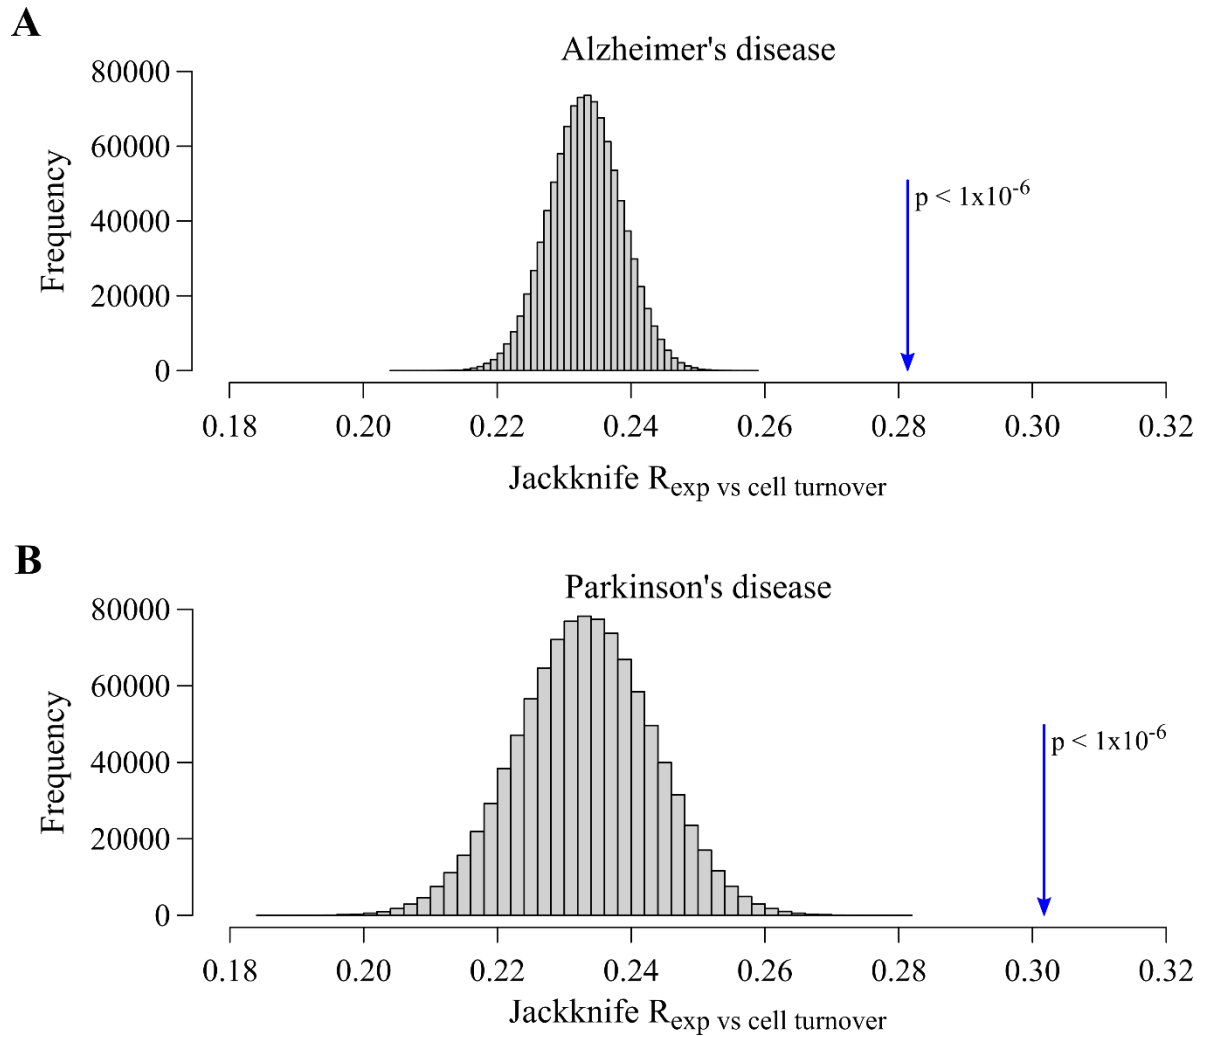 A
Alzheimer's disease
80000
60000
40000
20000
0
Frequency
p < 1x10-6
0.18 0.20 0.22 0.24 0.26 0.28 0.30 0.32
Jackknife Rexp vs cell turnover
B
Parkinson's disease
80000
60000
40000
20000
0
Frequency
p < 1x10-6
0.18 0.20 0.22 0.24 0.26 0.28 0.30 0.32
Jackknife Rexp vs cell turnover